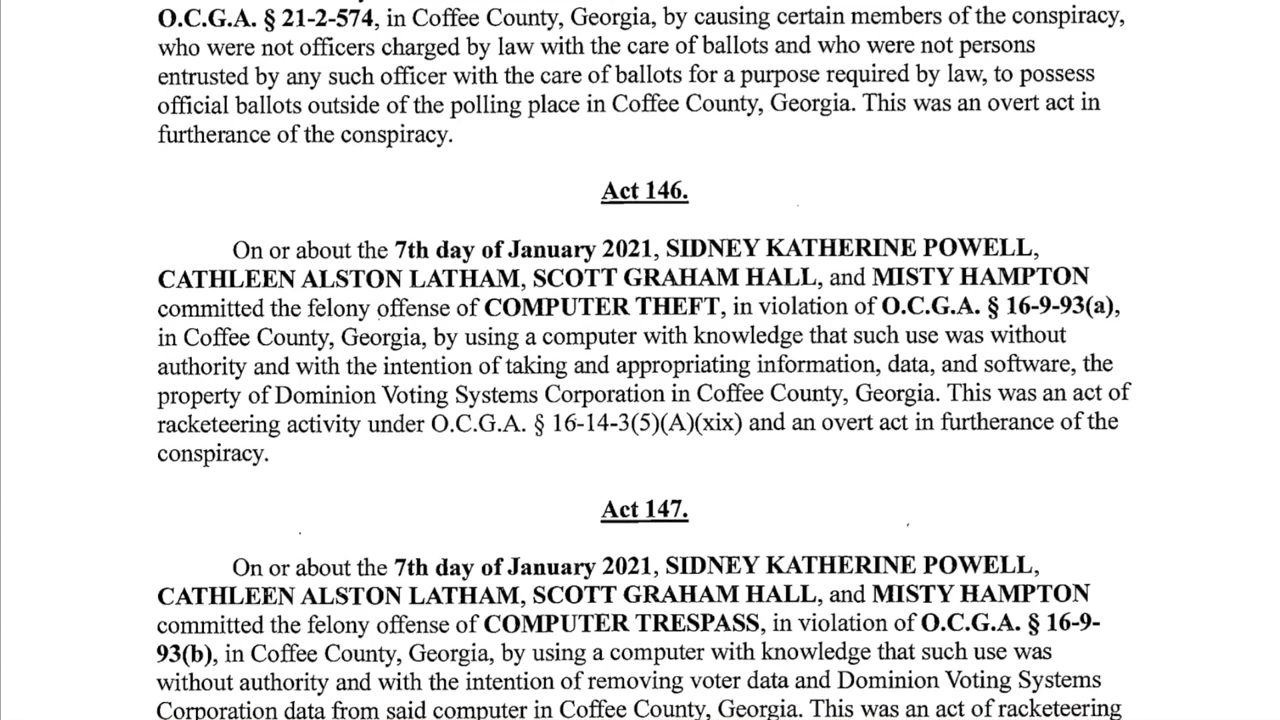 O.C.G.A. § 21-2-574, in Coffee County, Georgia, by causing certain members of the conspiracy,
who were not officers charged by law with the care of ballots and who were not persons
entrusted by any such officer with the care of ballots for a purpose required by law, to possess
official ballots outside of the polling place in Coffee County, Georgia. This was an overt act in
furtherance of the conspiracy.
Act 146.
On or about the 7th day of January 2021, SIDNEY KATHERINE POWELL,
CATHLEEN ALSTON LATHAM, SCOTT GRAHAM HALL, and MISTY HAMPTON
committed the felony offense of COMPUTER THEFT, in violation of O.C.G.A. § 16-9-93(a),
in Coffee County, Georgia, by using a computer with knowledge that such use was without
authority and with the intention of taking and appropriating information, data, and software, the
property of Dominion Voting Systems Corporation in Coffee County, Georgia. This was an act of
racketeering activity under O.C.G.A. § 16-14-3(5)(A)(xix) and an overt act in furtherance of the
conspiracy.
Act 147.
On or about the 7th day of January 2021, SIDNEY KATHERINE POWELL,
CATHLEEN ALSTON LATHAM, SCOTT GRAHAM HALL, and MISTY HAMPTON
committed the felony offense of COMPUTER TRESPASS, in violation of O.C.G.A. § 16-9-
93(b), in Coffee County, Georgia, by using a computer with knowledge that such use was
without authority and with the intention of removing voter data and Dominion Voting Systems
Corporation data from said computer in Coffee County, Georgia. This was an act of racketeering